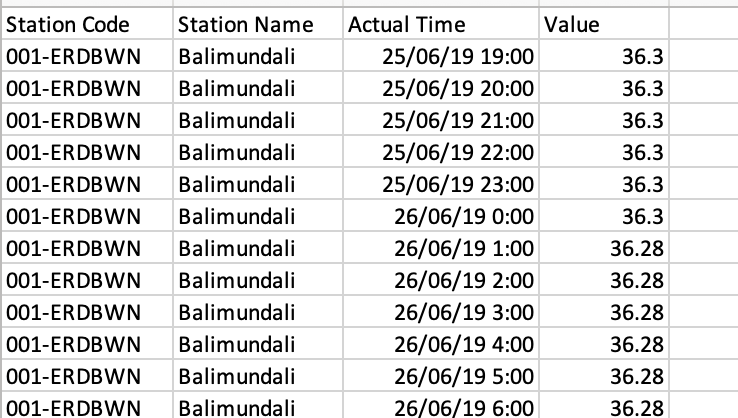 Station Code Station Name Actual Time Value
001-ERDBWN Balimundali 25/06/19 19:00 36.3
001-ERDBWN Balimundali 25/06/19 20:00 36.3
001-ERDBWN Balimundali 25/06/19 21:00 36.3
001-ERDBWN Balimundali 25/06/19 22:00 36.3
001-ERDBWN Balimundali 25/06/19 23:00 36.3
001-ERDBWN Balimundali 26/06/19 0:00 36.3
001-ERDBWN Balimundali 26/06/19 1:00 36.28
001-ERDBWN Balimundali 26/06/19 2:00 36.28
001-ERDBWN Balimundali 26/06/19 3:00 36.28
001-ERDBWN Balimundali 26/06/19 4:00 36.28
001-ERDBWN Balimundali 26/06/19 5:00 36.28
001-ERDBWN Balimundali 26/06/19 6:00 36.28